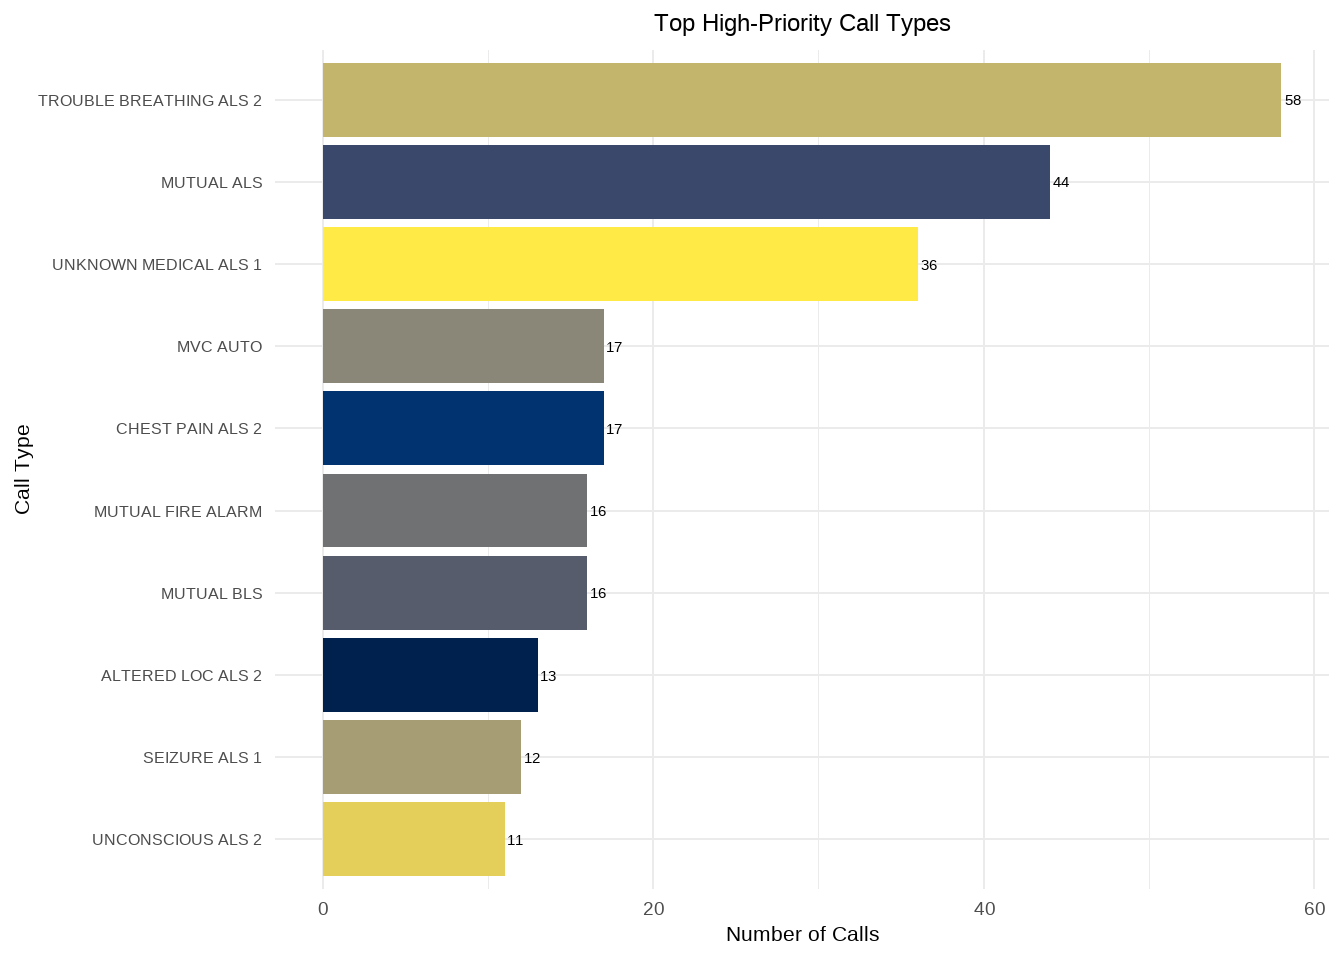 Top High-Priority Call Types
TROUBLE BREATHING ALS 2
58
MUTUAL ALS
44
UNKNOWN MEDICAL ALS 1
36
MVC AUTO
17
CHEST PAIN ALS 2
17
MUTUAL FIRE ALARM
16
MUTUAL BLS
16
ALTERED LOC ALS 2
13
SEIZURE ALS 1
12
UNCONSCIOUS ALS 2
11
Call Type
0 20 40 60
Number of Calls